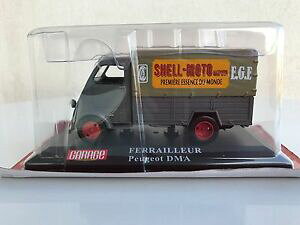 SHELL-MOTO
E.G.F
PREMIÈRE ESSENCE DU MONDE
GARAGE
FERRAILLEUR
Peugeot DMA